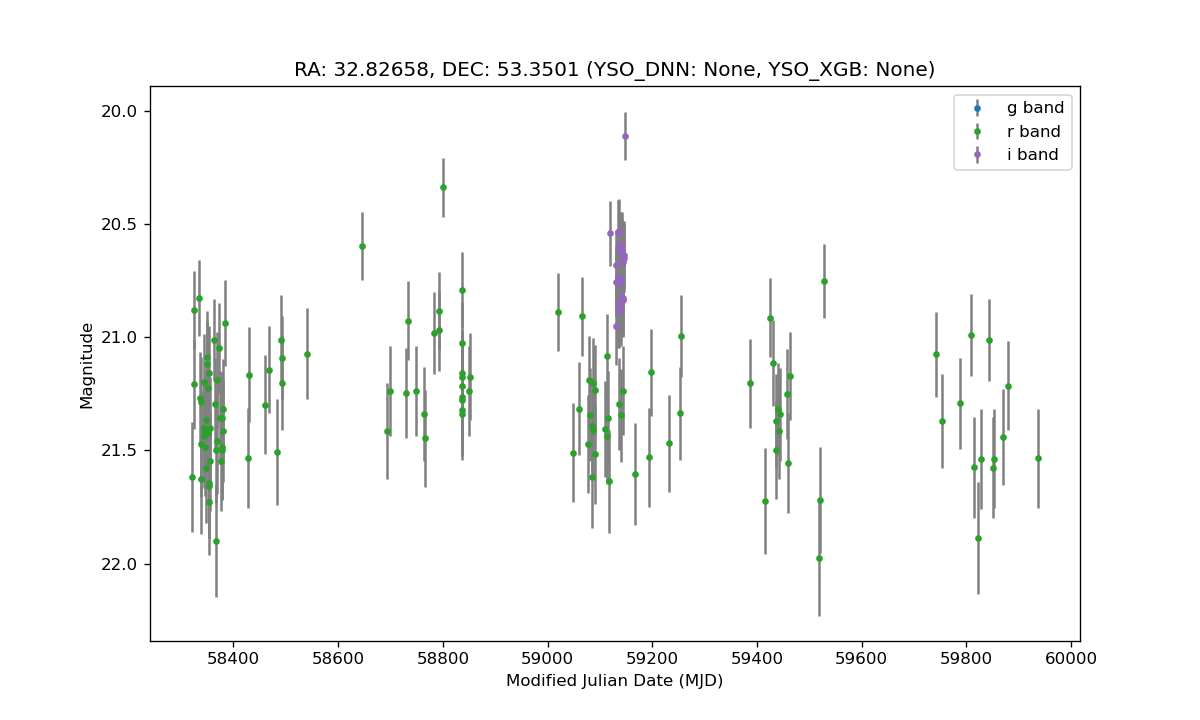 RA: 32.82658, DEC: 53.3501 (YSO_DNN: None, YSO_XGB: None)
g band
r band
i band
20.0
20.5
21.0
21.5
22.0
Magnitude
58400 58600 58800 59000 59200 59400 59600 59800 60000
Modified Julian Date (MJD)